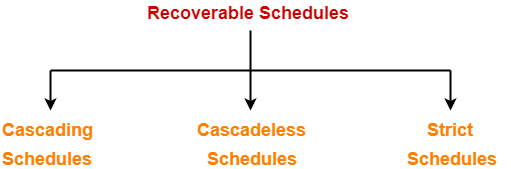 Recoverable Schedules
Cascading Schedules
Cascadeless Schedules
Strict Schedules